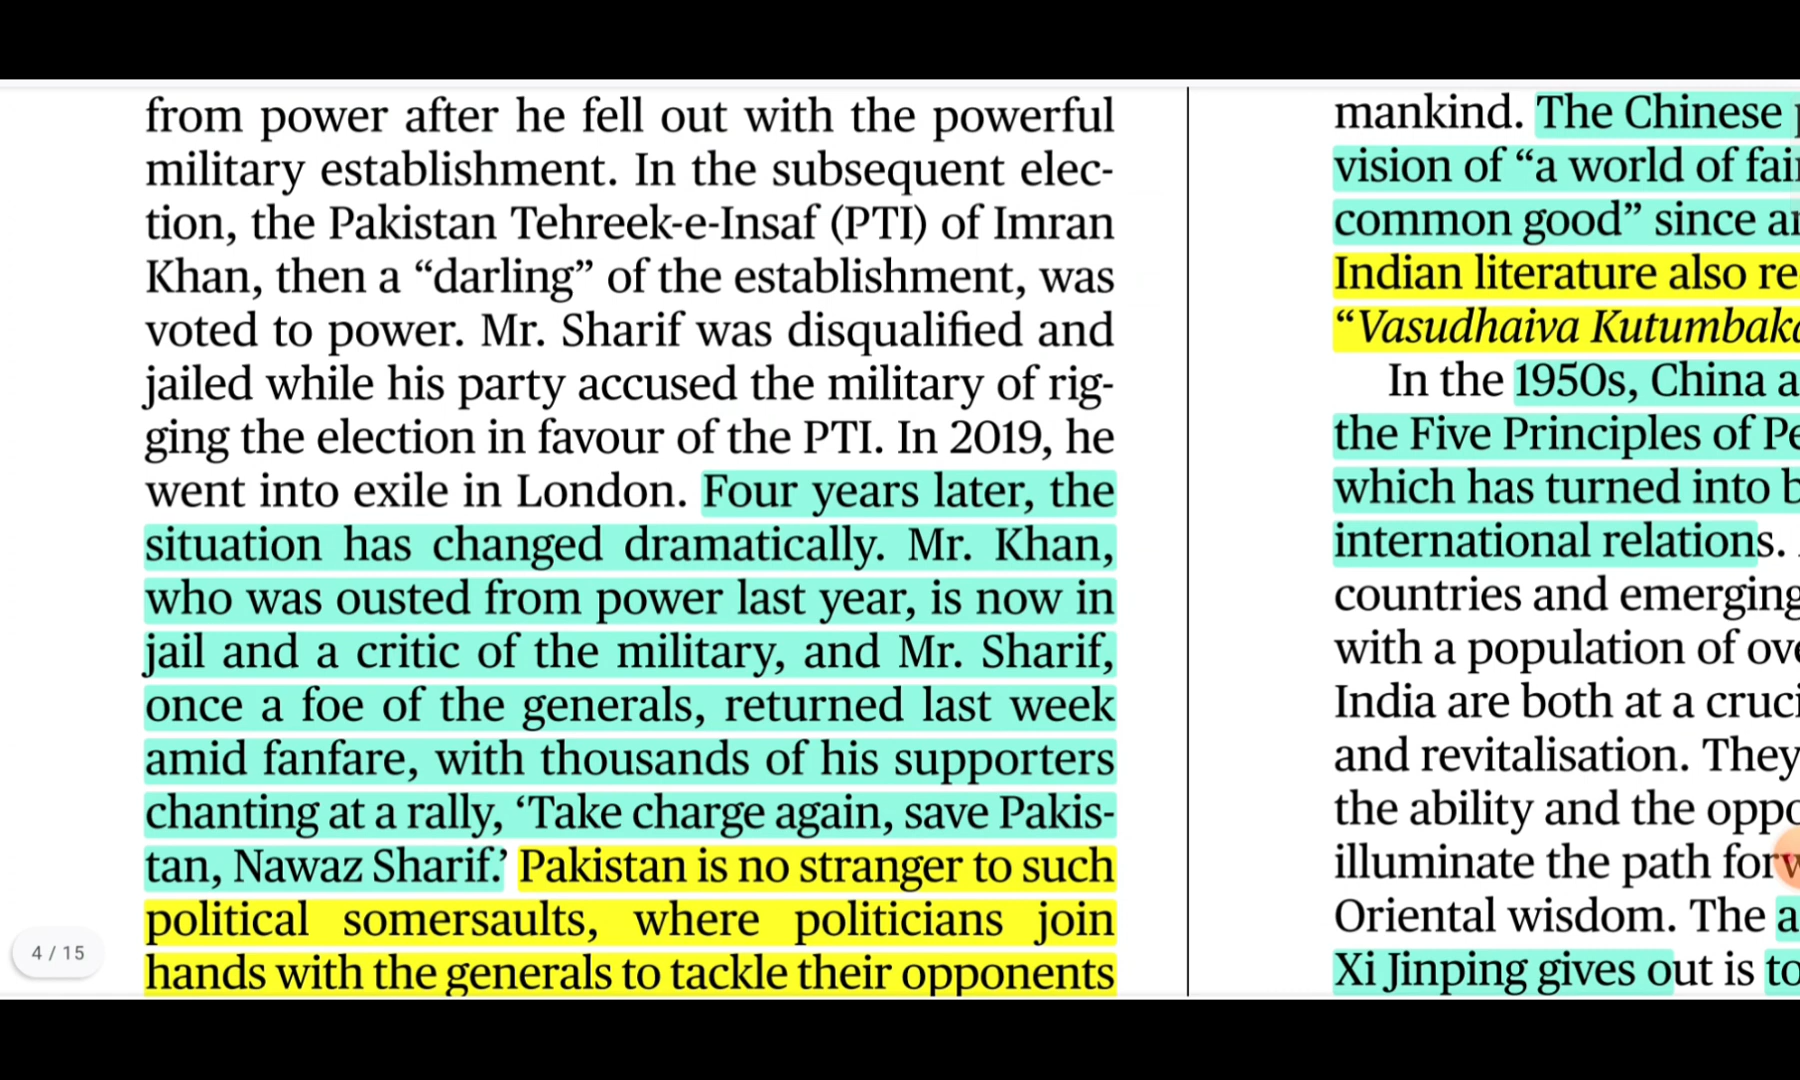 from power after he fell out with the powerful
military establishment. In the subsequent elec-
tion, the Pakistan Tehreek-e-Insaf (PTI) of Imran
Khan, then a “darling” of the establishment, was
voted to power. Mr. Sharif was disqualified and
jailed while his party accused the military of rig-
ging the election in favour of the PTI. In 2019, he
went into exile in London. Four years later, the
situation has changed dramatically. Mr. Khan,
who was ousted from power last year, is now in
jail and a critic of the military, and Mr. Sharif,
once a foe of the generals, returned last week
amid fanfare, with thousands of his supporters
chanting at a rally, ‘Take charge again, save Pakis-
tan, Nawaz Sharif.’ Pakistan is no stranger to such
political somersaults, where politicians join
hands with the generals to tackle their opponents
4 / 15
mankind. The Chinese
vision of “a world of
common good” since
Indian literature also
“Vasudhaiva
In the 1950s, China
the Five Principles of
which has turned into
international relations.
countries and emerging
with a population of
India are both at a
and revitalisation. They
the ability and the
illuminate the path
Oriental wisdom. The
Xi Jinping gives out is to